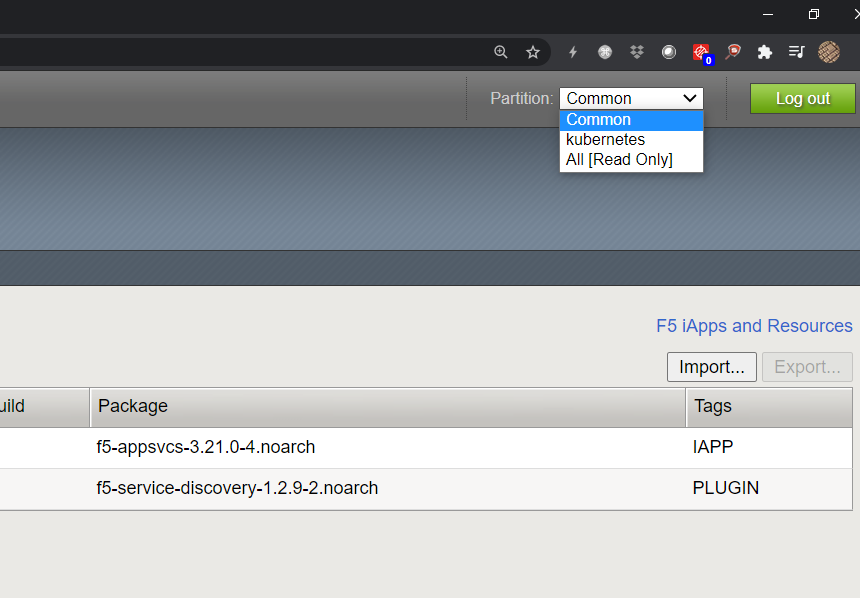 0
Partition: Common Log out
Common
kubernetes
All [Read Only]
F5 iApps and Resources
Import... Export...
uild Package Tags
f5-appsvcs-3.21.0-4.noarch IAPP
f5-service-discovery-1.2.9-2.noarch PLUGIN